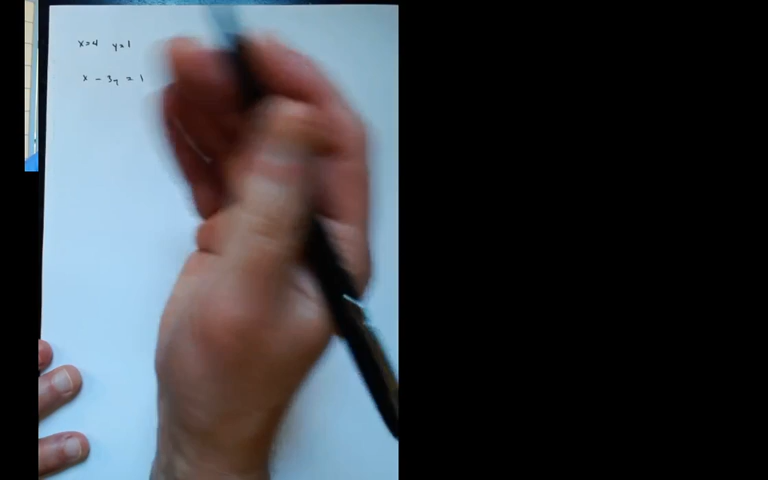 x=4 y=1
x - 3y = 1